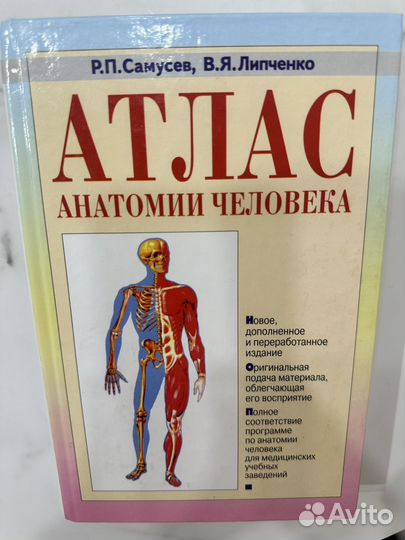 Р.П.Самусев, В.Я.Липченко
АТЛАС
АНАТОМИИ ЧЕЛОВЕКА
Новое,
дополненное
и переработанное
издание
Оригинальная
подача материала,
облегчающая
его восприятие
Полное
соответствие
программе
по анатомии
человека
для медицинских
учебных
заведений
Avito